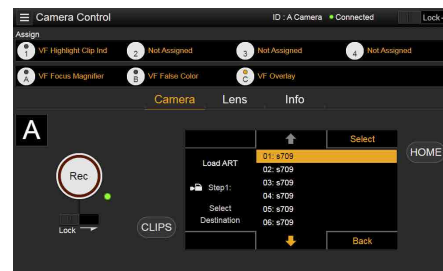 Camera Control
ID : A Camera
Connected
Lock
Assign
1 VF Highlight Clip Ind
2 Not Assigned
3 Not Assigned
4 Not Assigned
A VF Focus Magnifier
B VF False Color
C VF Overlay
Camera Lens Info
A
Select
Load ART
01: s709
02: s709
Step1:
03: s709
04: s709
Select
05: s709
Destination
06: s709
Back
HOME
Rec
Lock
CLIPS